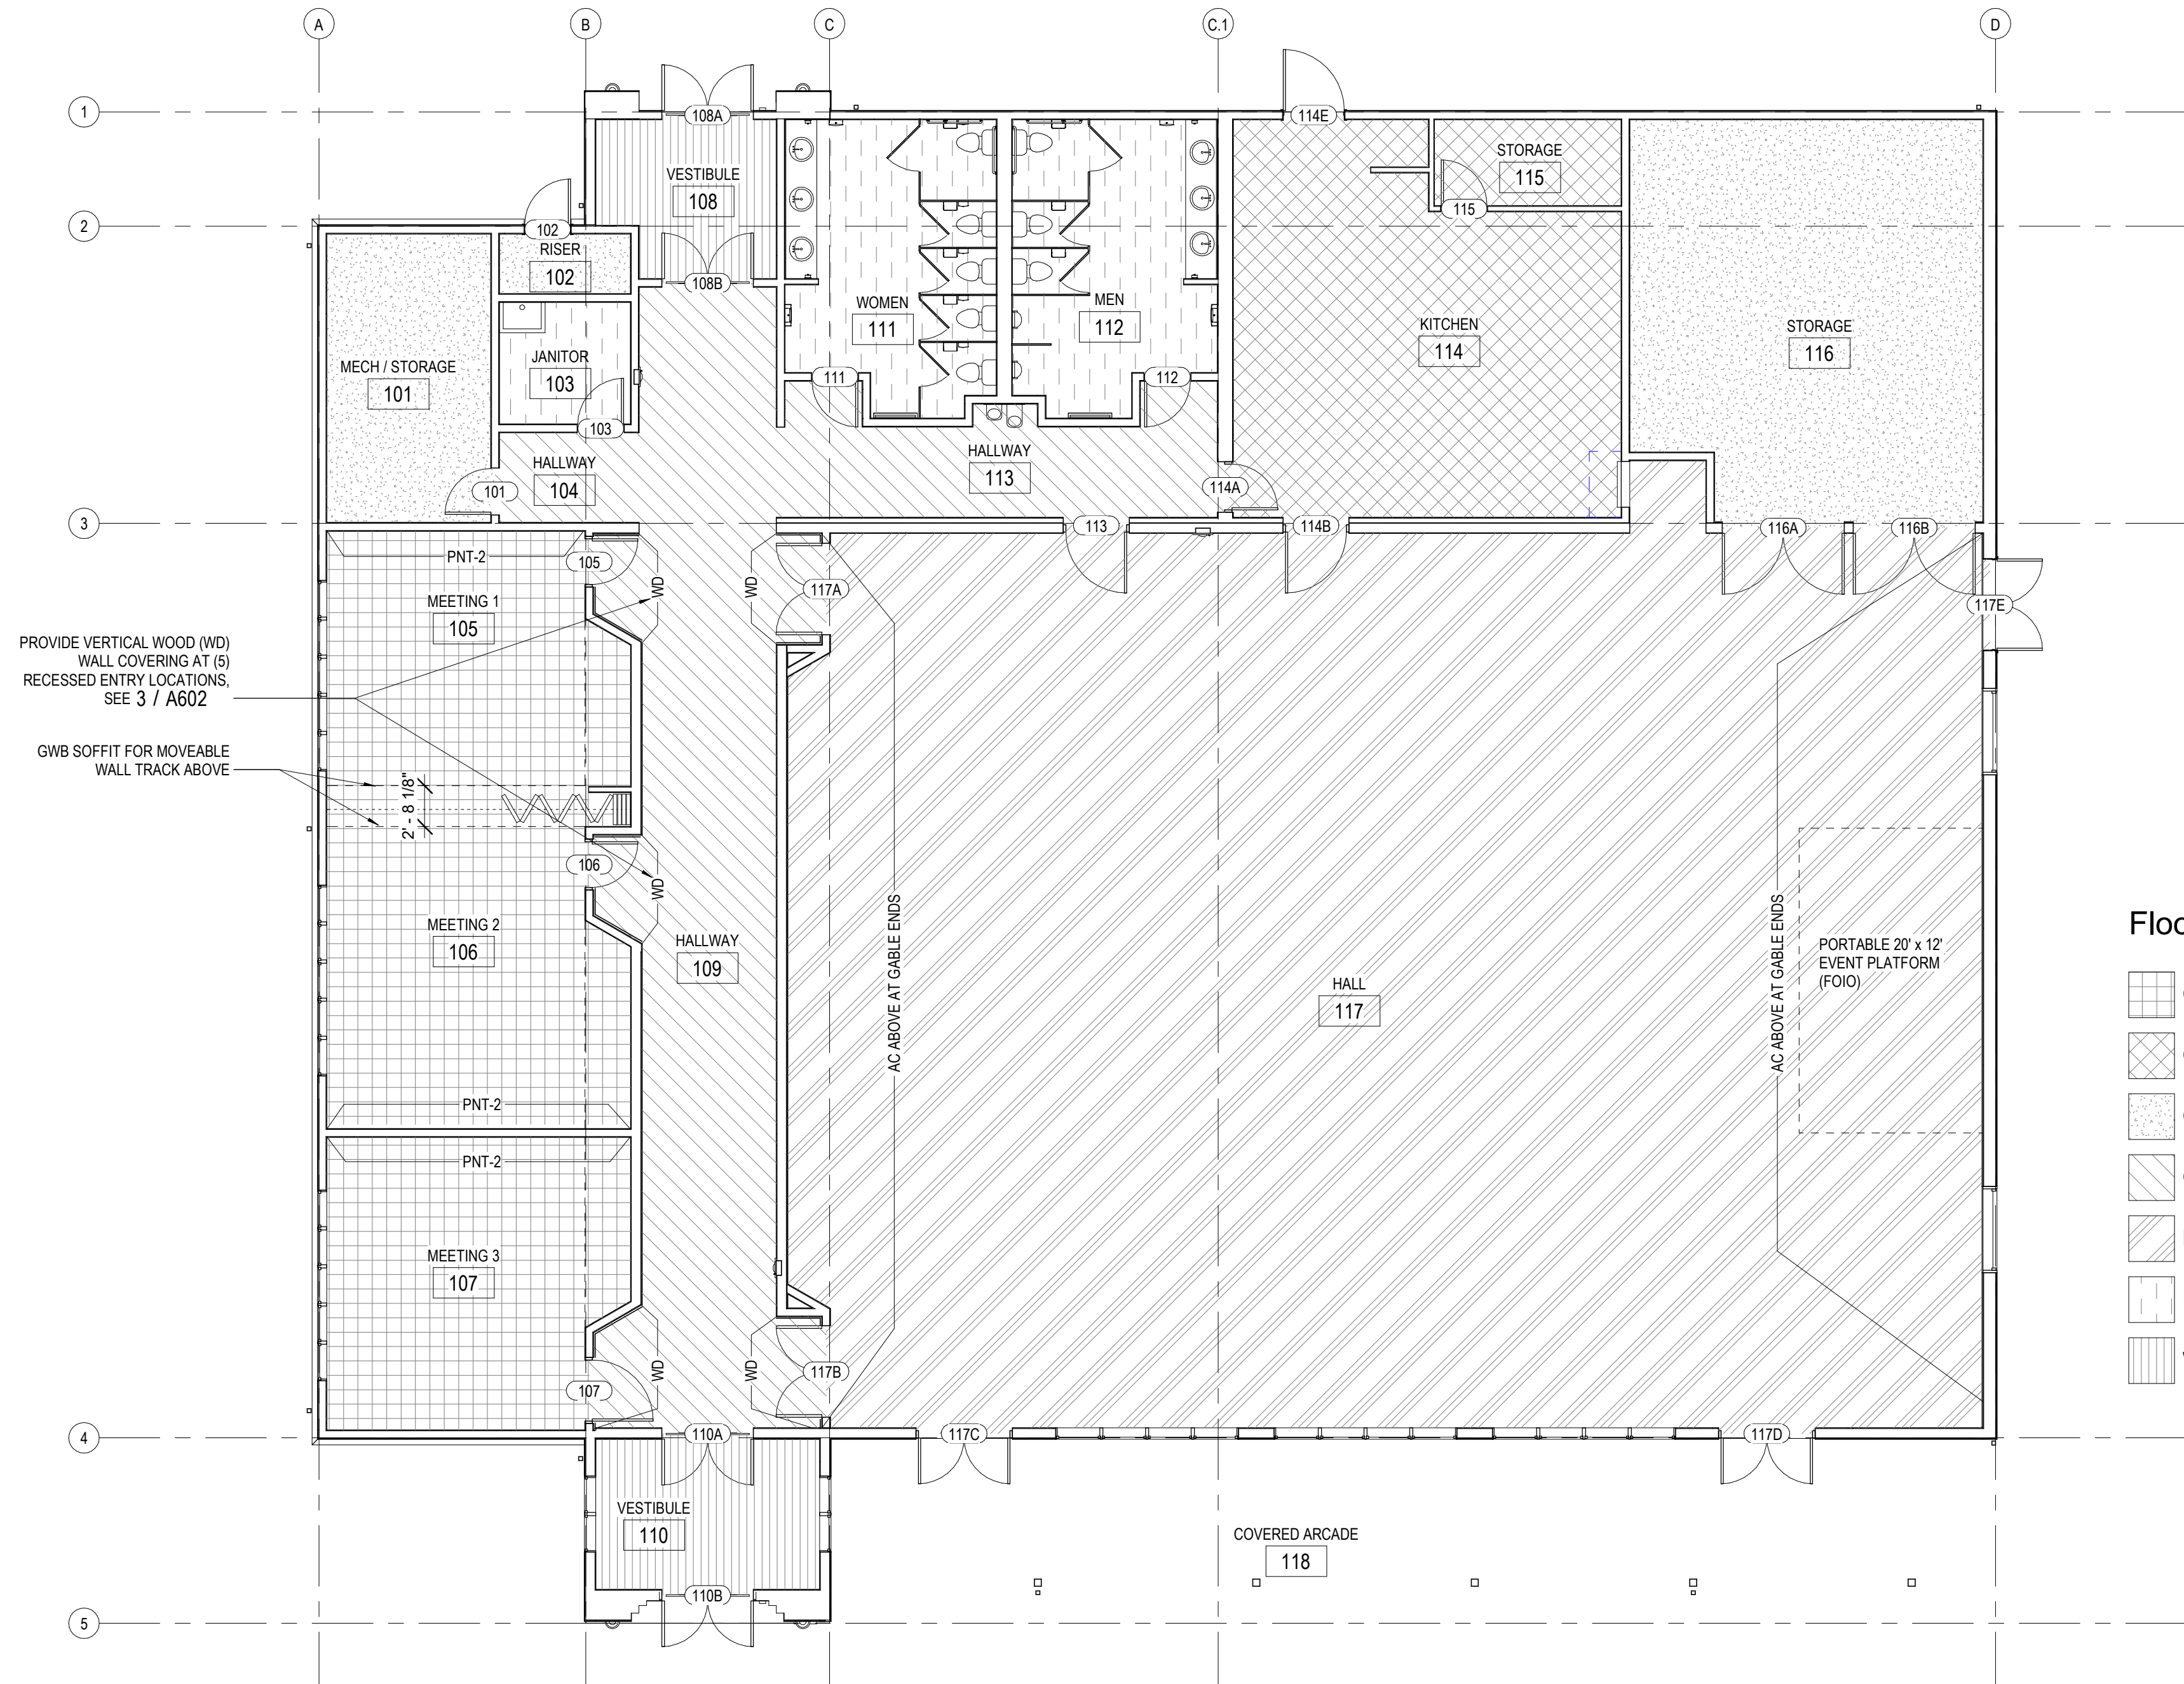 A
B
C
C.1
D
1
108A
114E
STORAGE
115
VESTIBULE
108
115
2
102
RISER
102
108B
WOMEN
111
MEN
112
KITCHEN
114
STORAGE
116
JANITOR
103
MECH / STORAGE
101
111
112
103
HALLWAY
104
HALLWAY
113
101
114A
3
113
114B
116A
116B
PNT-2
105
WD
WD
117A
117E
MEETING 1
105
PROVIDE VERTICAL WOOD (WD)
WALL COVERING AT (5)
RECESSED ENTRY LOCATIONS,
SEE 3 / A602
GWB SOFFIT FOR MOVEABLE
WALL TRACK ABOVE
2' - 8 1/8"
106
WD
MEETING 2
106
HALLWAY
109
AC ABOVE AT GABLE ENDS
HALL
117
AC ABOVE AT GABLE ENDS
PORTABLE 20' x 12'
EVENT PLATFORM
(FOIO)
PNT-2
PNT-2
MEETING 3
107
WD
WD
117B
107
4
110A
117C
117D
VESTIBULE
110
COVERED ARCADE
118
110B
5